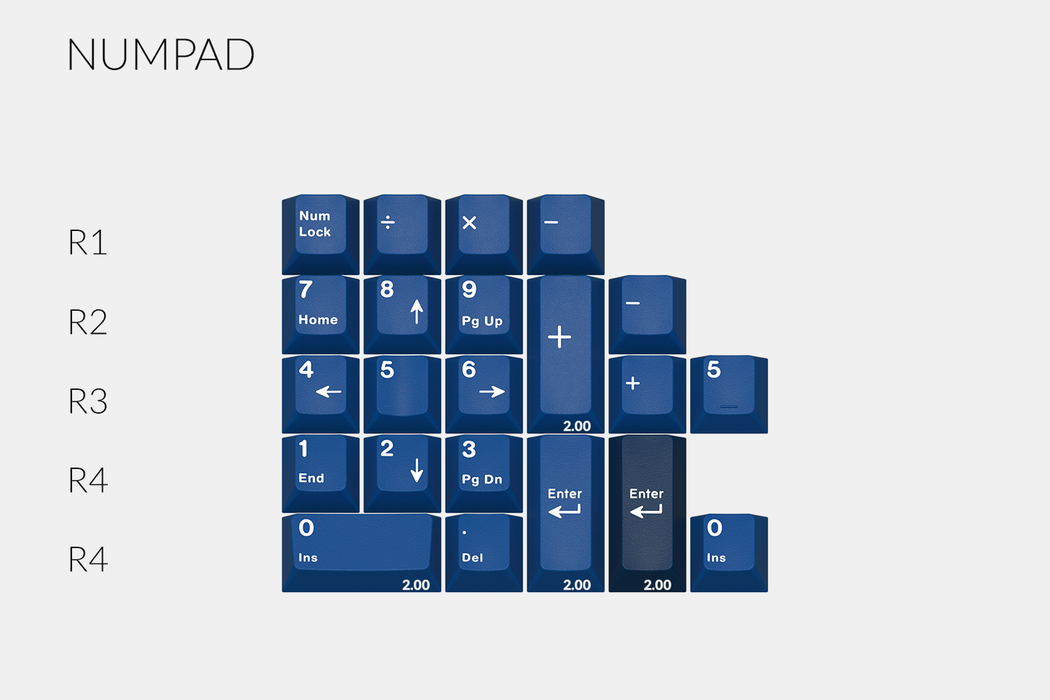 NUMPAD
R1
Num
Lock
÷
×
−
R2
7
Home
8
↑
9
Pg Up
+
2.00
−
R3
4
←
5
6
→
+
5
R4
1
End
2
↓
3
Pg Dn
Enter
2.00
Enter
2.00
R4
0
Ins
2.00
.
Del
0
Ins